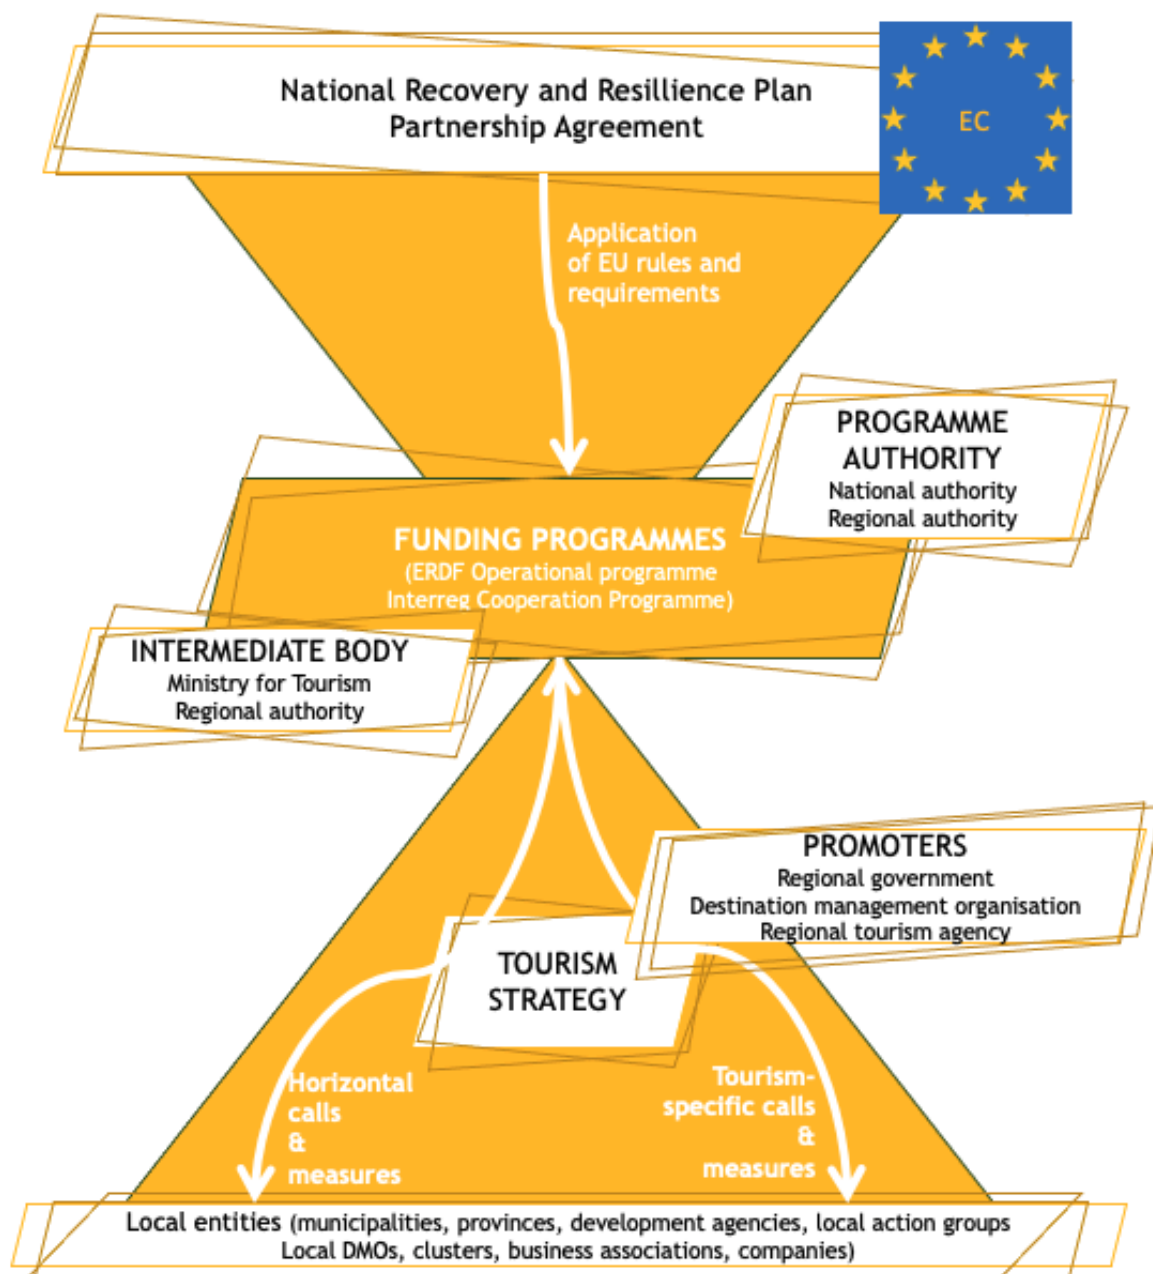 National Recovery and Resillience Plan
Partnership Agreement
EC
Application
of EU rules and
requirements
PROGRAMME
AUTHORITY
National authority
Regional authority
FUNDING PROGRAMMES
(ERDF Operational programme
Interreg Cooperation Programme)
INTERMEDIATE BODY
Ministry for Tourism
Regional authority
PROMOTERS
Regional government
Destination management organisation
Regional tourism agency
TOURISM
STRATEGY
Horizontal
calls
&
measures
Tourism-
specific calls
&
measures
Local entities (municipalities, provinces, development agencies, local action groups
Local DMOs, clusters, business associations, companies)